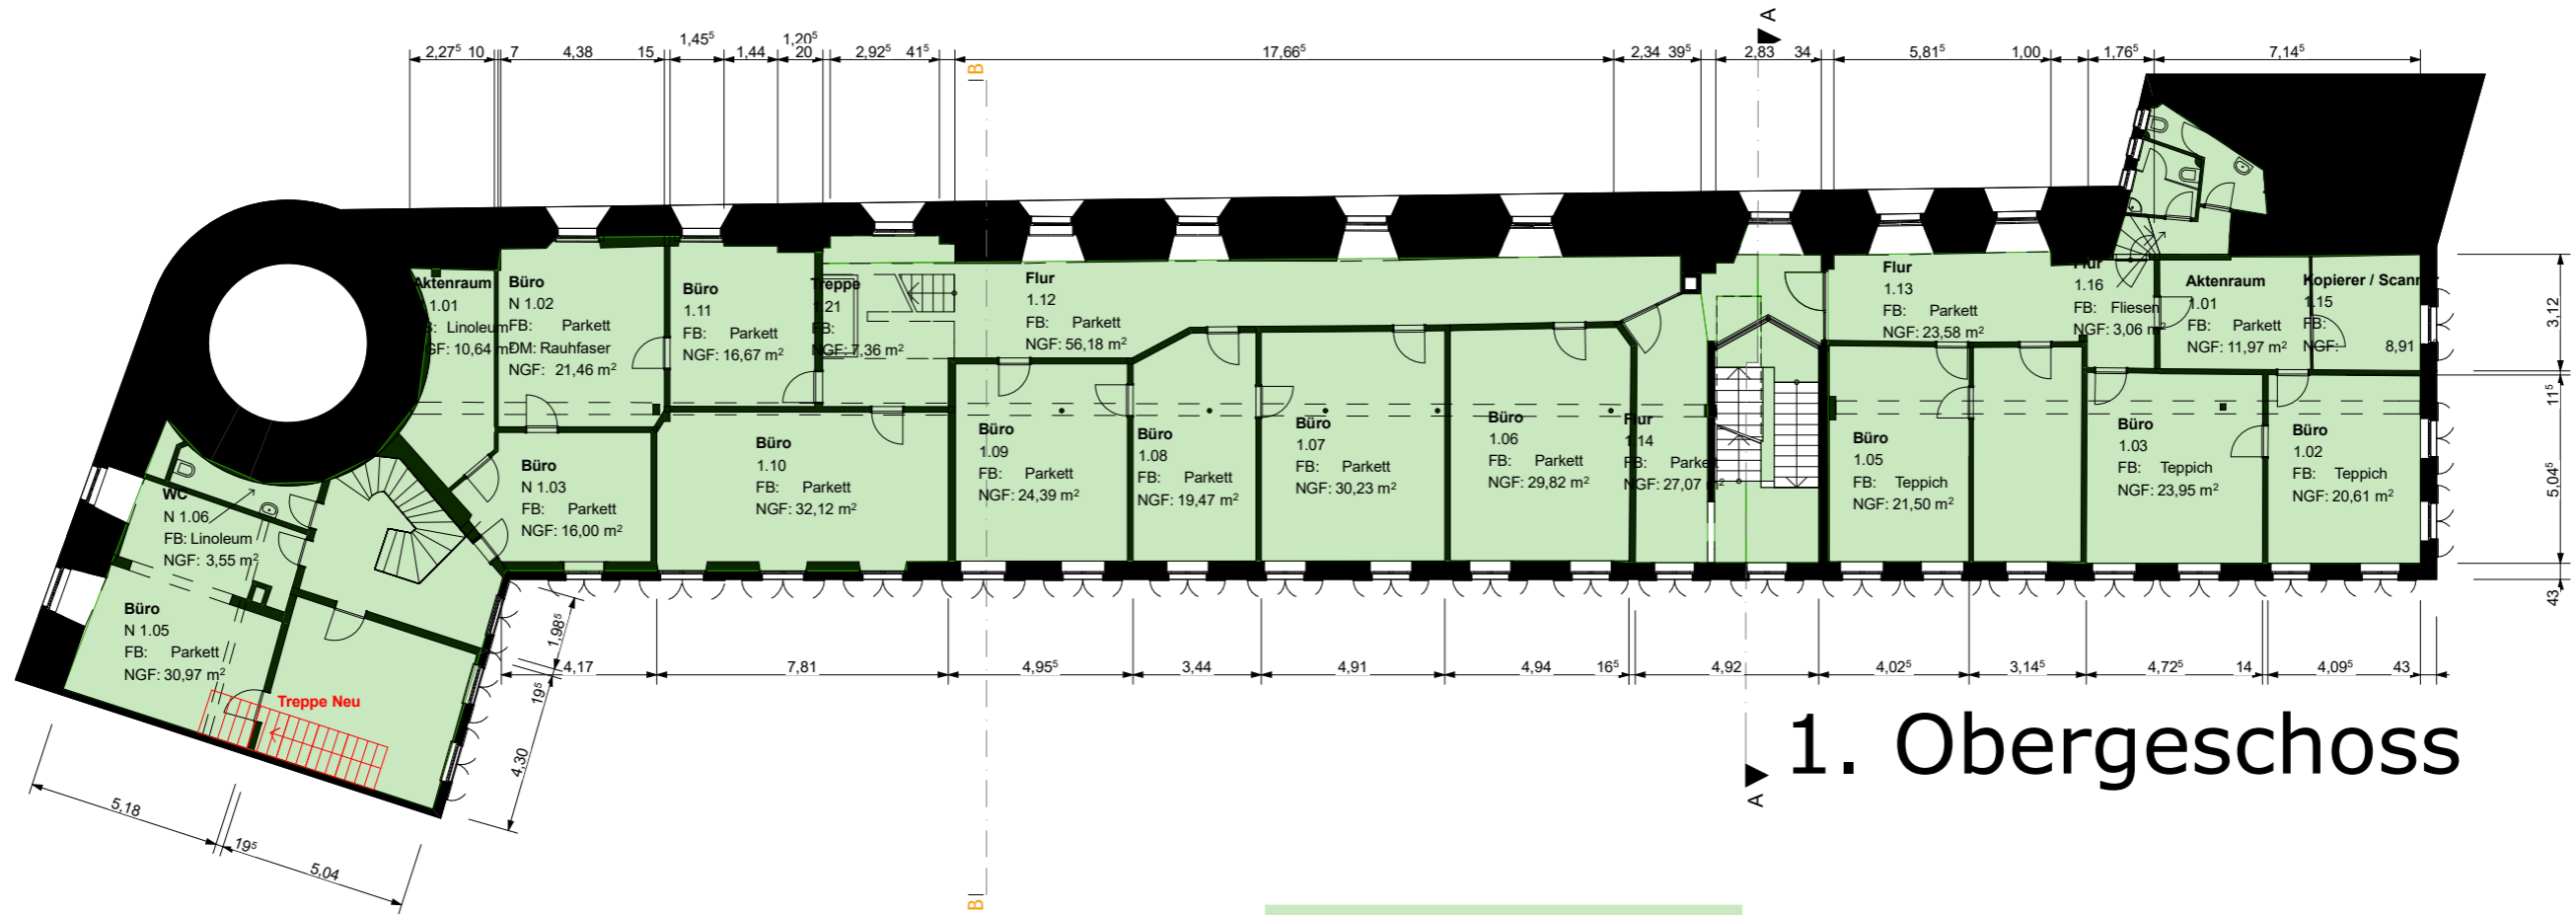 A
1,45⁵
1,20⁵
2,27⁵ 10 7 4,38 15 1,44 20 2,92⁵ 41⁵ 17,66⁵ 2,34 39⁵ 2,83 34 5,81⁵ 1,00 1,76⁵ 7,14⁵
B
Aktenraum
1.01
FB: Linoleum
NGF: 10,64 m²
Büro
N 1.02
FB: Parkett
DM: Rauhfaser
NGF: 21,46 m²
Büro
1.11
FB: Parkett
NGF: 16,67 m²
Treppe
1.21
FB:
NGF: 7,36 m²
Flur
1.12
FB: Parkett
NGF: 56,18 m²
Flur
1.13
FB: Parkett
NGF: 23,58 m²
Flur
1.16
FB: Fliesen
NGF: 3,06 m²
Aktenraum
1.01
FB: Parkett
NGF: 11,97 m²
Kopierer / Scann
1.15
FB:
NGF: 8,91
3,12
11⁵
5,04⁵
43
WC
N 1.06
FB: Linoleum
NGF: 3,55 m²
Büro
N 1.03
FB: Parkett
NGF: 16,00 m²
Büro
1.10
FB: Parkett
NGF: 32,12 m²
Büro
1.09
FB: Parkett
NGF: 24,39 m²
Büro
1.08
FB: Parkett
NGF: 19,47 m²
Büro
1.07
FB: Parkett
NGF: 30,23 m²
Büro
1.06
FB: Parkett
NGF: 29,82 m²
Flur
1.14
FB: Parkett
NGF: 27,07 m²
Büro
1.05
FB: Teppich
NGF: 21,50 m²
Büro
1.03
FB: Teppich
NGF: 23,95 m²
Büro
1.02
FB: Teppich
NGF: 20,61 m²
Büro
N 1.05
FB: Parkett
NGF: 30,97 m²
Treppe Neu
1,98⁵
19⁵
4,30
4,17 7,81 4,95⁵ 3,44 4,91 4,94 16⁵ 4,92 4,02⁵ 3,14⁵ 4,72⁵ 14 4,09⁵ 43
1. Obergeschoss
A
5,18
19⁵
5,04
B